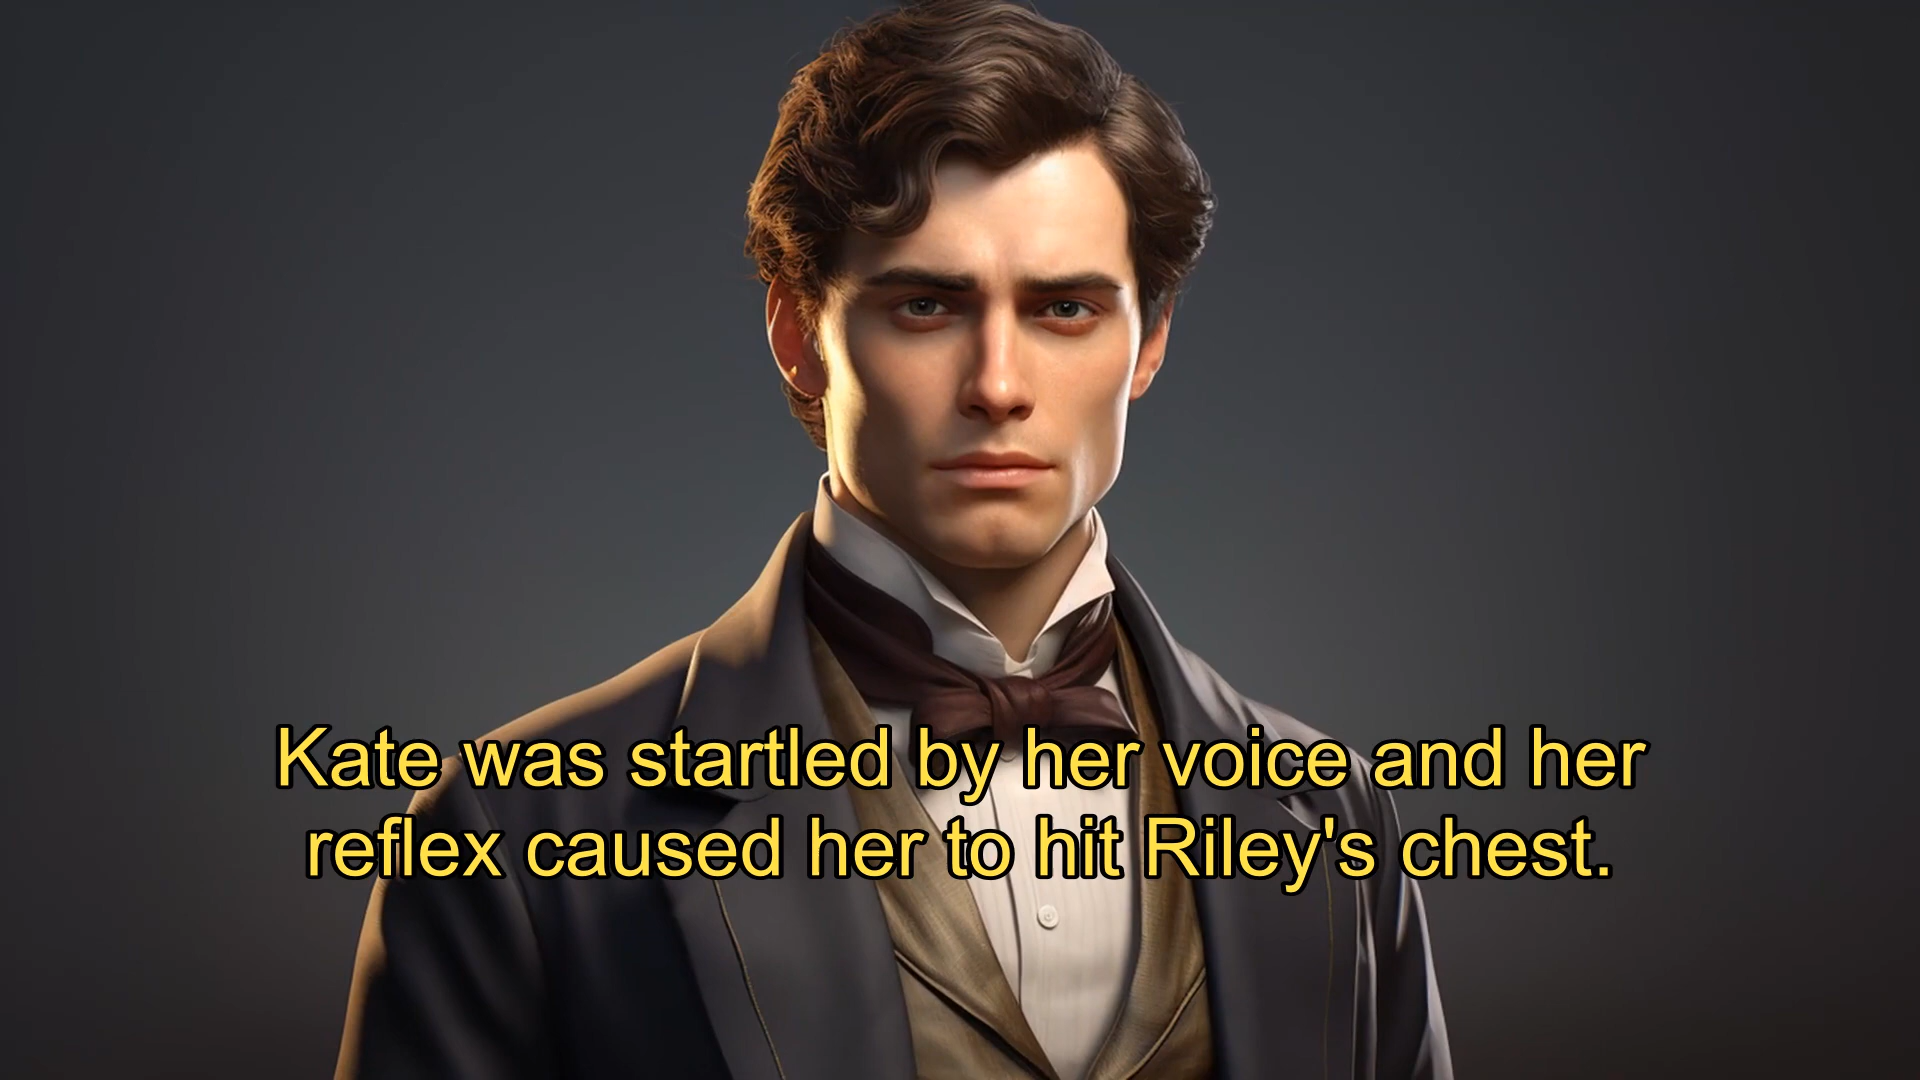 Kate was startled by her voice and her
reflex caused her to hit Riley's chest.